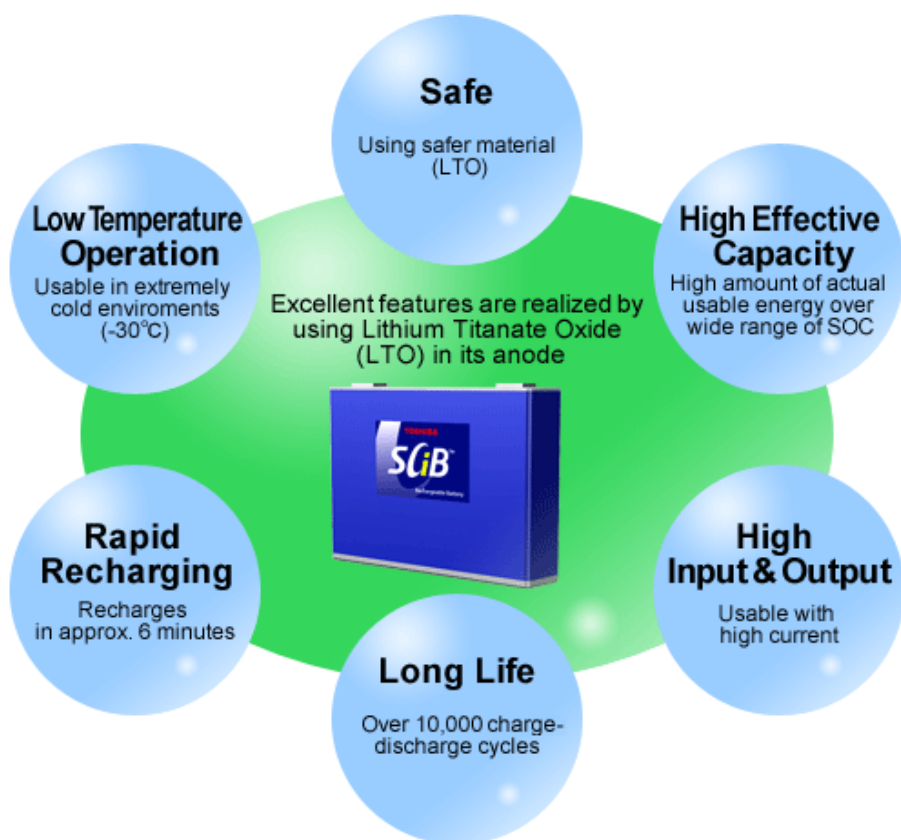 Safe
Using safer material
(LTO)
Low Temperature
Operation
Usable in extremely
cold enviroments
(-30℃)
High Effective
Capacity
High amount of actual
usable energy over
wide range of SOC
Excellent features are realized by
using Lithium Titanate Oxide
(LTO) in its anode
TOSHIBA
SCiB™
Rechargeable Battery
Rapid
Recharging
Recharges
in approx. 6 minutes
High
Input & Output
Usable with
high current
Long Life
Over 10,000 charge-
discharge cycles